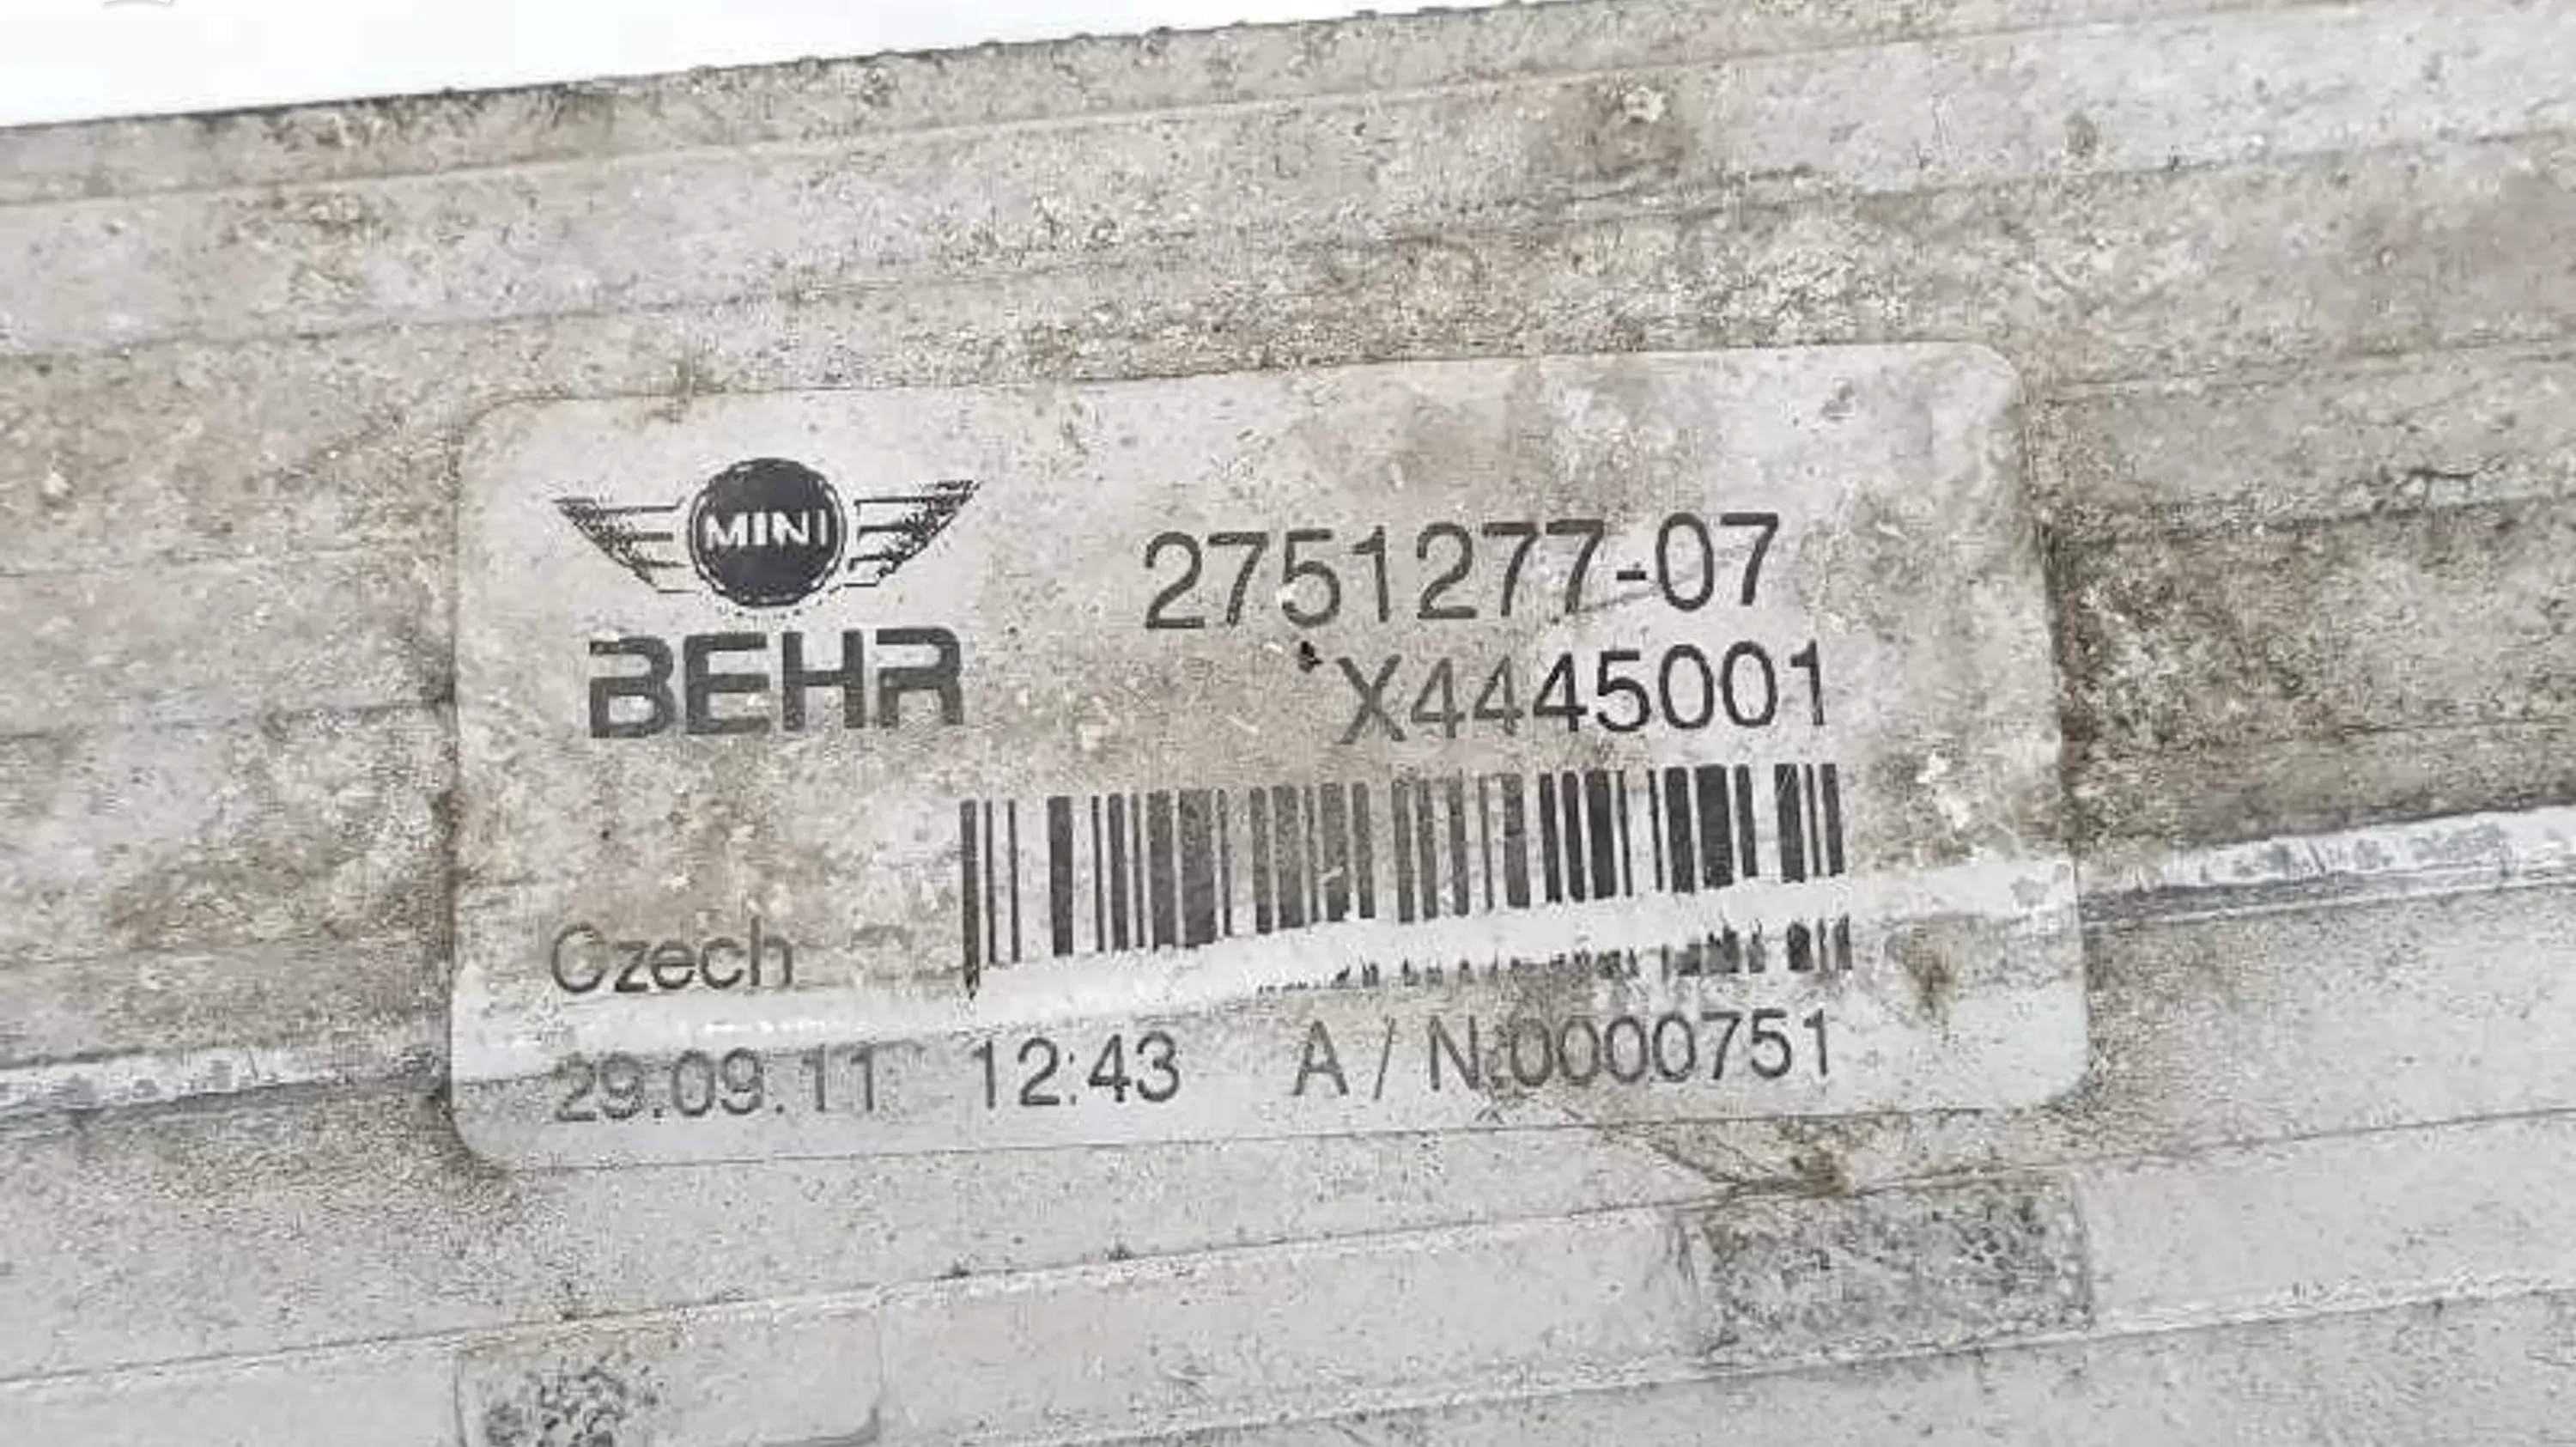 MINI
2751277-07
BEHR
X4445001
Czech
29.09.11 12:43 A / N:0000751